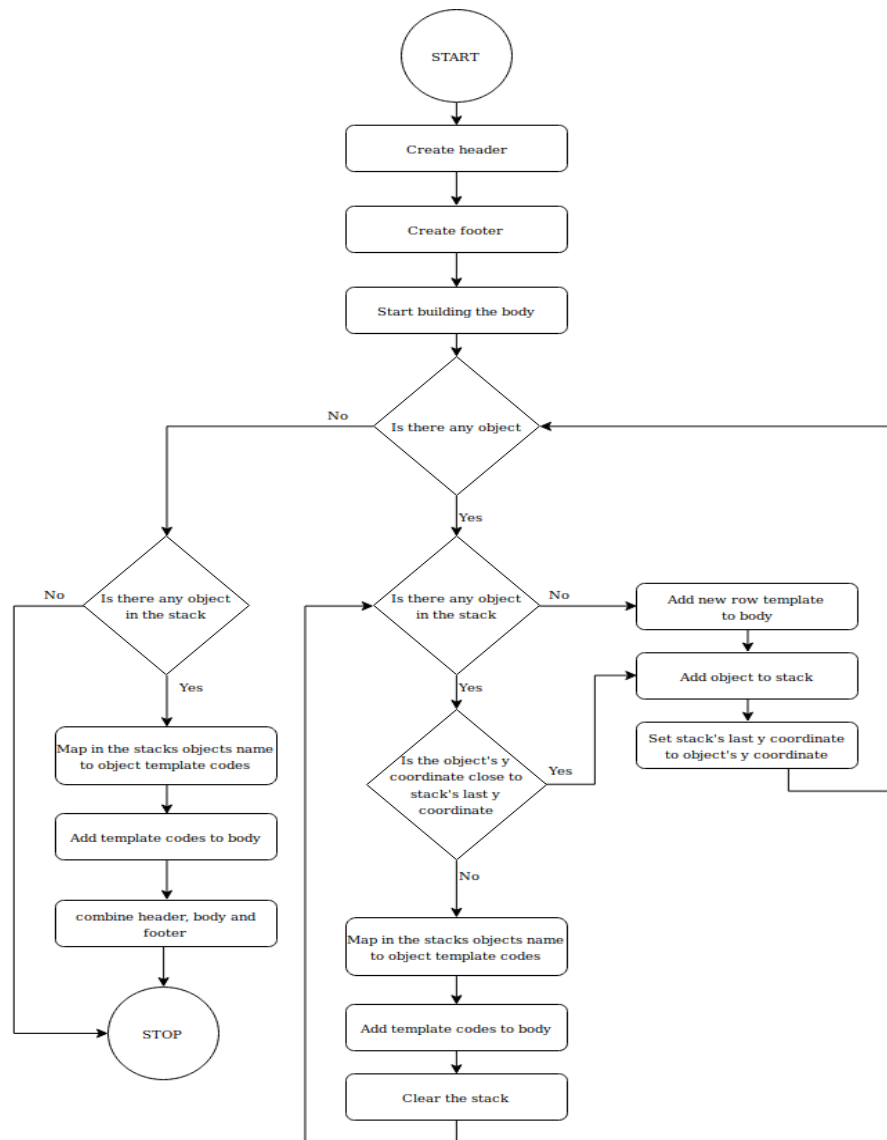 START
Create header
Create footer
Start building the body
Is there any object
No
Yes
Is there any object
in the stack
No
Yes
Is there any object
in the stack
No
Yes
Add new row template
to body
Add object to stack
Set stack's last y coordinate
to object's y coordinate
Is the object's y
coordinate close to
stack's last y
coordinate
Yes
No
Map in the stacks objects name
to object template codes
Add template codes to body
combine header, body and
footer
STOP
Map in the stacks objects name
to object template codes
Add template codes to body
Clear the stack